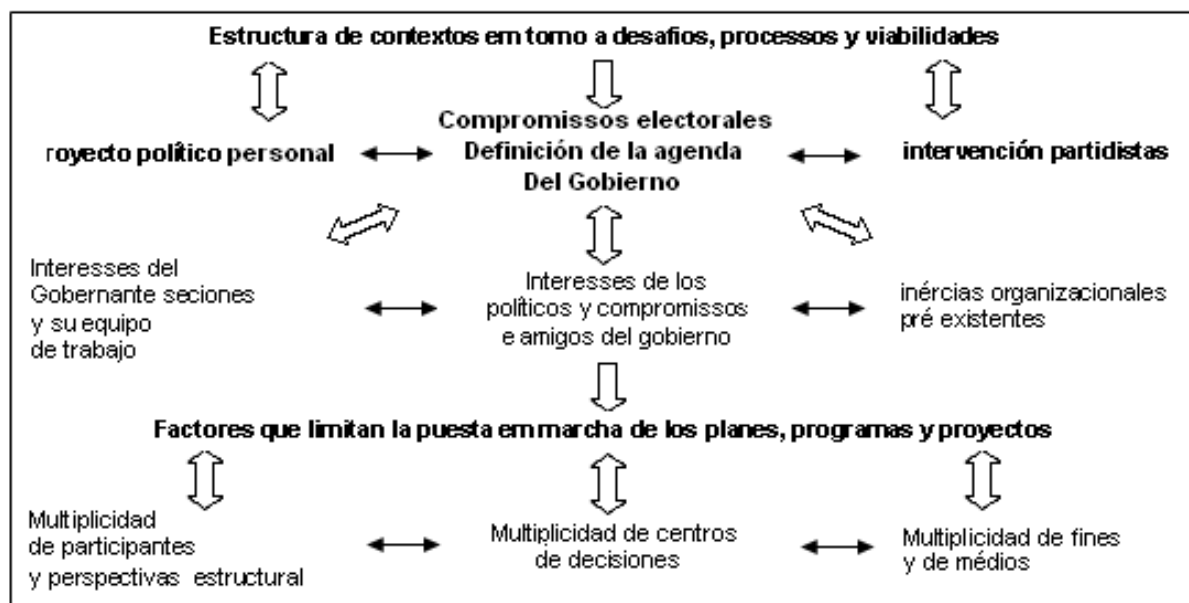 Estructura de contextos em torno a desafios, processos y viabilidades
Compromissos electorales
royecto político personal
Definición de la agenda
Del Gobierno
intervención partidistas
Interesses del
Gobernante seciones
y su equipo
de trabajo
Interesses de los
políticos y compromissos
e amigos del gobierno
inércias organizacionales
pré existentes
Factores que limitan la puesta em marcha de los planes, programas y proyectos
Multiplicidad
de participantes
y perspectivas estructural
Multiplicidad de centros
de decisiones
Multiplicidad de fines
y de médios